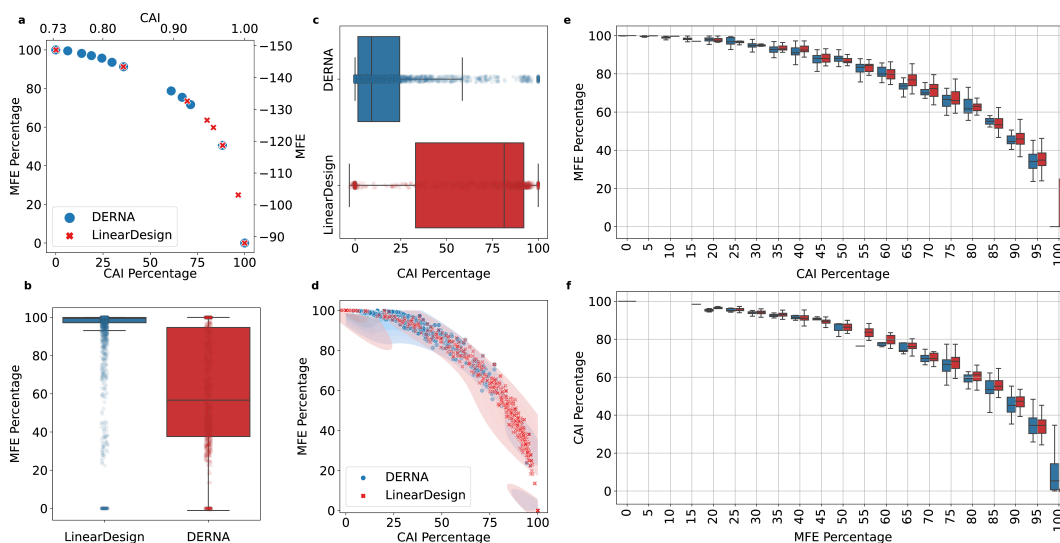 a
CAI
0.73
0.80
0.92
1.00
100
80
60
40
20
0
MFE Percentage
−150
−140
−130
−120
−110
−100
−90
MFE
DERNA
LinearDesign
0 25 50 75 100
CAI Percentage
b
100
80
60
40
20
0
MFE Percentage
LinearDesign DERNA
c
DERNA
LinearDesign
0 25 50 75 100
CAI Percentage
d
100
80
60
40
20
0
MFE Percentage
DERNA
LinearDesign
0 25 50 75 100
CAI Percentage
e
100
80
60
40
20
0
MFE Percentage
0 5 10 15 20 25 30 35 40 45 50 55 60 65 70 75 80 85 90 95 100
CAI Percentage
f
100
80
60
40
20
0
CAI Percentage
0 5 10 15 20 25 30 35 40 45 50 55 60 65 70 75 80 85 90 95 100
MFE Percentage